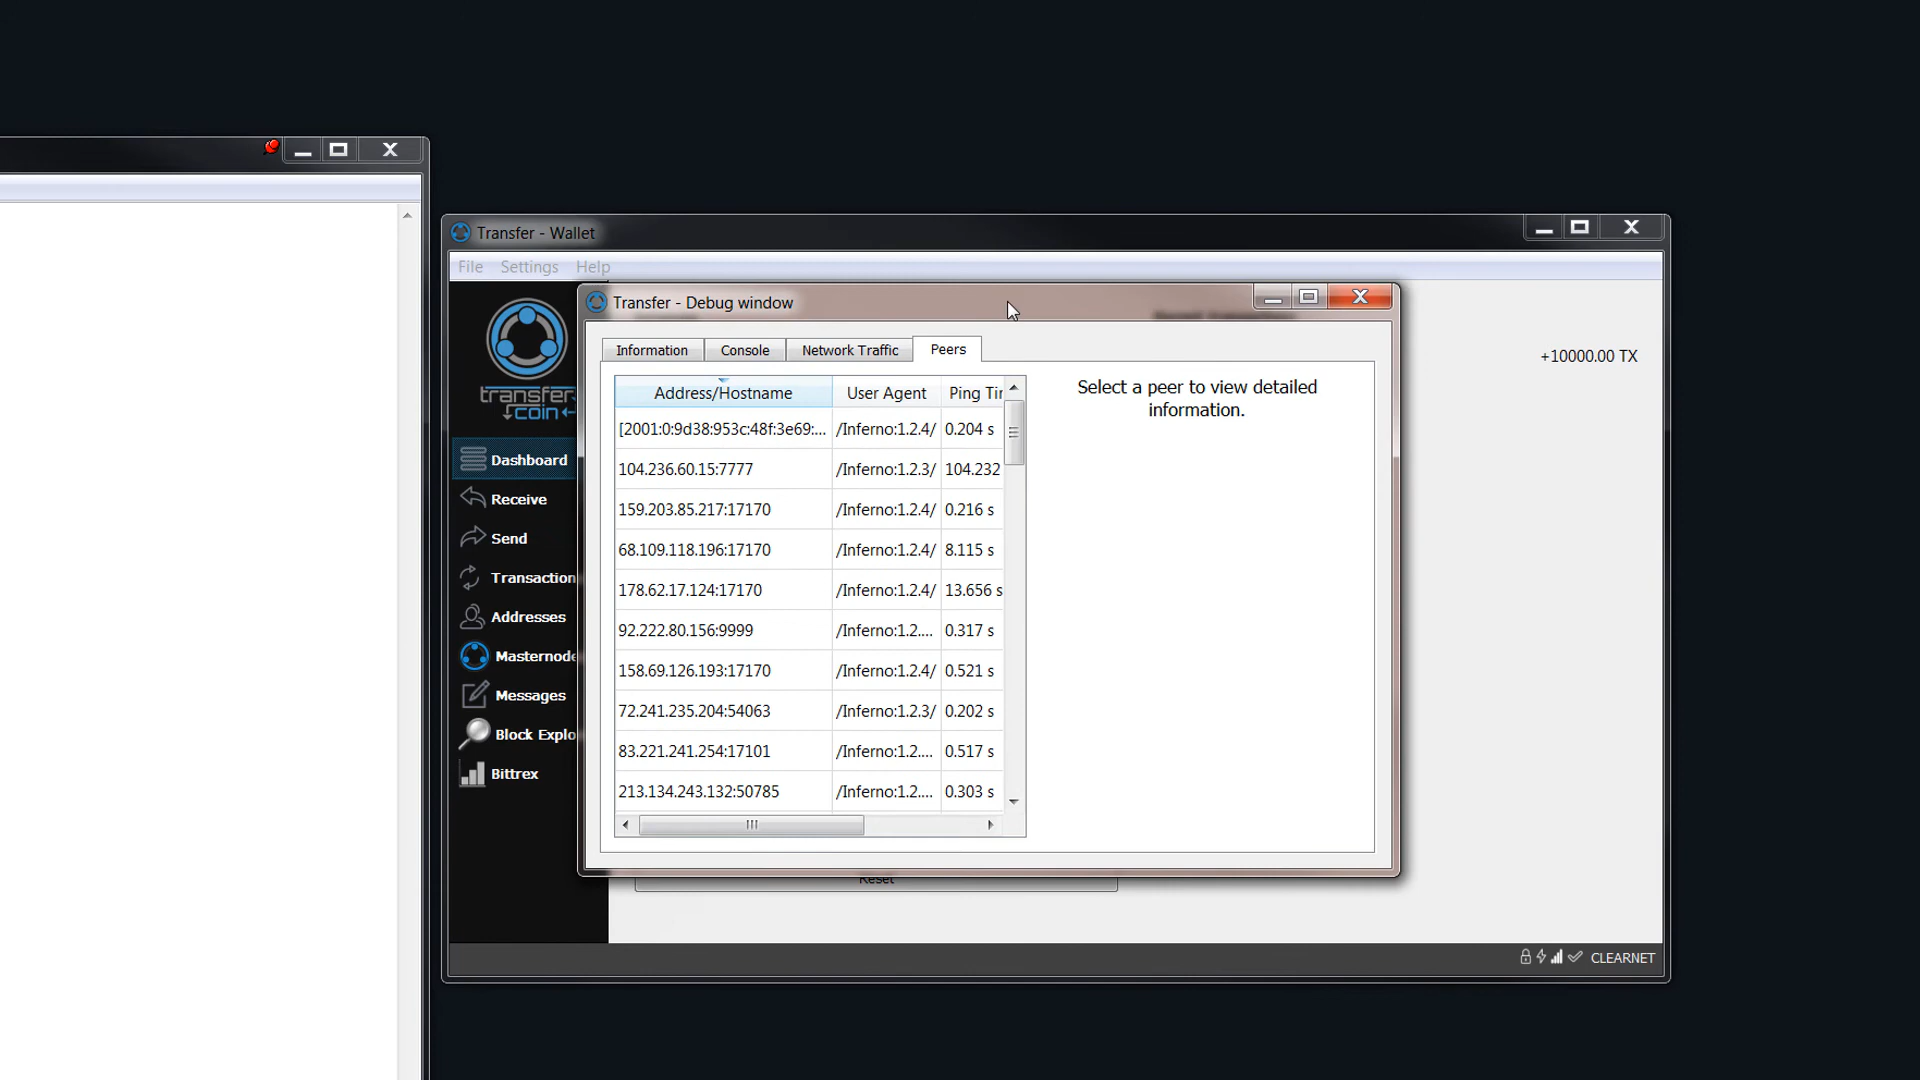 Transfer - Wallet
File Settings Help
Transfer - Debug window
+10000.00 TX
Information Console Network Traffic Peers
transfer
coin
Address/Hostname User Agent Ping Tir
Select a peer to view detailed
information.
[2001:0:9d38:953c:48f:3e69:... /Inferno:1.2.4/ 0.204 s
104.236.60.15:7777 /Inferno:1.2.3/ 104.232
159.203.85.217:17170 /Inferno:1.2.4/ 0.216 s
68.109.118.196:17170 /Inferno:1.2.4/ 8.115 s
178.62.17.124:17170 /Inferno:1.2.4/ 13.656 s
92.222.80.156:9999 /Inferno:1.2.... 0.317 s
158.69.126.193:17170 /Inferno:1.2.4/ 0.521 s
72.241.235.204:54063 /Inferno:1.2.3/ 0.202 s
83.221.241.254:17101 /Inferno:1.2.... 0.517 s
213.134.243.132:50785 /Inferno:1.2.... 0.303 s
Dashboard
Receive
Send
Transaction
Addresses
Masternode
Messages
Block Explo
Bittrex
Reset
CLEARNET